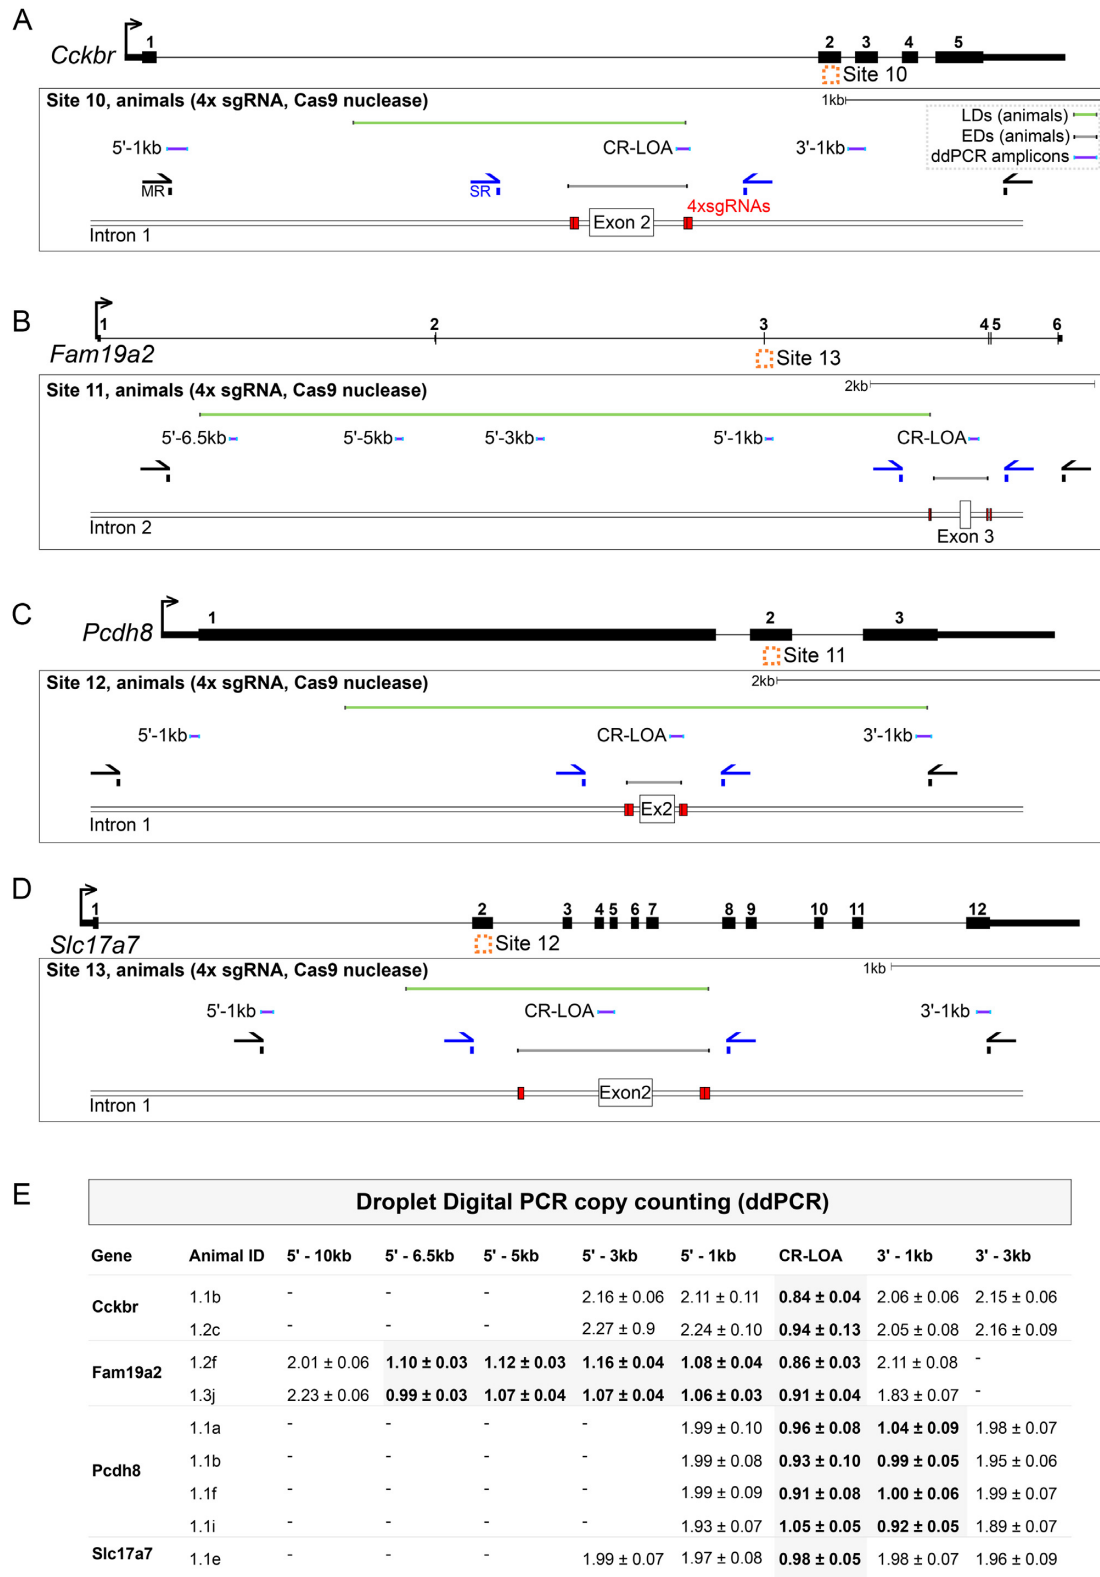 A
Cckbr
1 2 3 4 5
Site 10
Site 10, animals (4x sgRNA, Cas9 nuclease)
1kb
LDs (animals)
EDs (animals)
ddPCR amplicons
5'-1kb CR-LOA 3'-1kb
MR SR
4xsgRNAs
Exon 2
Intron 1
B
Fam19a2
1 2 3 4 5 6
Site 13
Site 11, animals (4x sgRNA, Cas9 nuclease)
2kb
5'-6.5kb 5'-5kb 5'-3kb 5'-1kb CR-LOA
Intron 2
Exon 3
C
Pcdh8
1 2 3
Site 11
Site 12, animals (4x sgRNA, Cas9 nuclease)
2kb
5'-1kb CR-LOA 3'-1kb
Ex2
Intron 1
D
Slc17a7
1 2 3 4 5 6 7 8 9 10 11 12
Site 12
Site 13, animals (4x sgRNA, Cas9 nuclease)
1kb
5'-1kb CR-LOA 3'-1kb
Exon2
Intron 1
E
Droplet Digital PCR copy counting (ddPCR)
Gene Animal ID 5' - 10kb 5' - 6.5kb 5' - 5kb 5' - 3kb 5' - 1kb CR-LOA 3' - 1kb 3' - 3kb
Cckbr
1.1b - - - 2.16 ± 0.06 2.11 ± 0.11 0.84 ± 0.04 2.06 ± 0.06 2.15 ± 0.06
1.2c - - - 2.27 ± 0.9 2.24 ± 0.10 0.94 ± 0.13 2.05 ± 0.08 2.16 ± 0.09
Fam19a2
1.2f 2.01 ± 0.06 1.10 ± 0.03 1.12 ± 0.03 1.16 ± 0.04 1.08 ± 0.04 0.86 ± 0.03 2.11 ± 0.08 -
1.3j 2.23 ± 0.06 0.99 ± 0.03 1.07 ± 0.04 1.07 ± 0.04 1.06 ± 0.03 0.91 ± 0.04 1.83 ± 0.07 -
Pcdh8
1.1a - - - - 1.99 ± 0.10 0.96 ± 0.08 1.04 ± 0.09 1.98 ± 0.07
1.1b - - - - 1.99 ± 0.08 0.93 ± 0.10 0.99 ± 0.05 1.95 ± 0.06
1.1f - - - - 1.99 ± 0.09 0.91 ± 0.08 1.00 ± 0.06 1.99 ± 0.07
1.1i - - - - 1.93 ± 0.07 1.05 ± 0.05 0.92 ± 0.05 1.89 ± 0.07
Slc17a7
1.1e - - - 1.99 ± 0.07 1.97 ± 0.08 0.98 ± 0.05 1.98 ± 0.07 1.96 ± 0.09